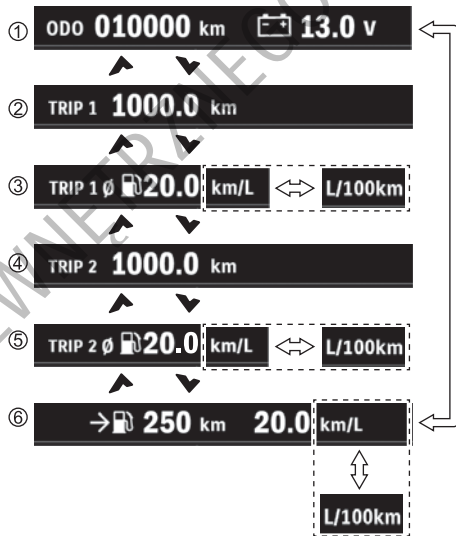 ① ODO 010000 km 13.0 V
② TRIP 1 1000.0 km
③ TRIP 1 Ø 20.0 km/L L/100km
④ TRIP 2 1000.0 km
⑤ TRIP 2 Ø 20.0 km/L L/100km
⑥ 250 km 20.0 km/L
L/100km